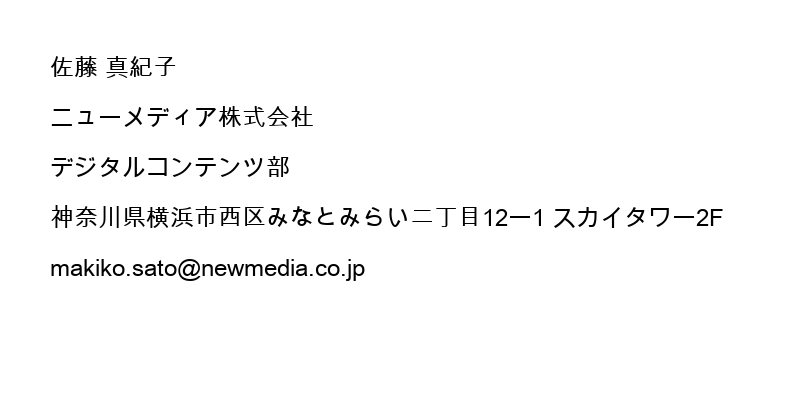 佐藤 真紀子
ニューメディア株式会社
デジタルコンテンツ部
神奈川県横浜市西区みなとみらい二丁目12ー1 スカイタワー2F
makiko.sato@newmedia.co.jp